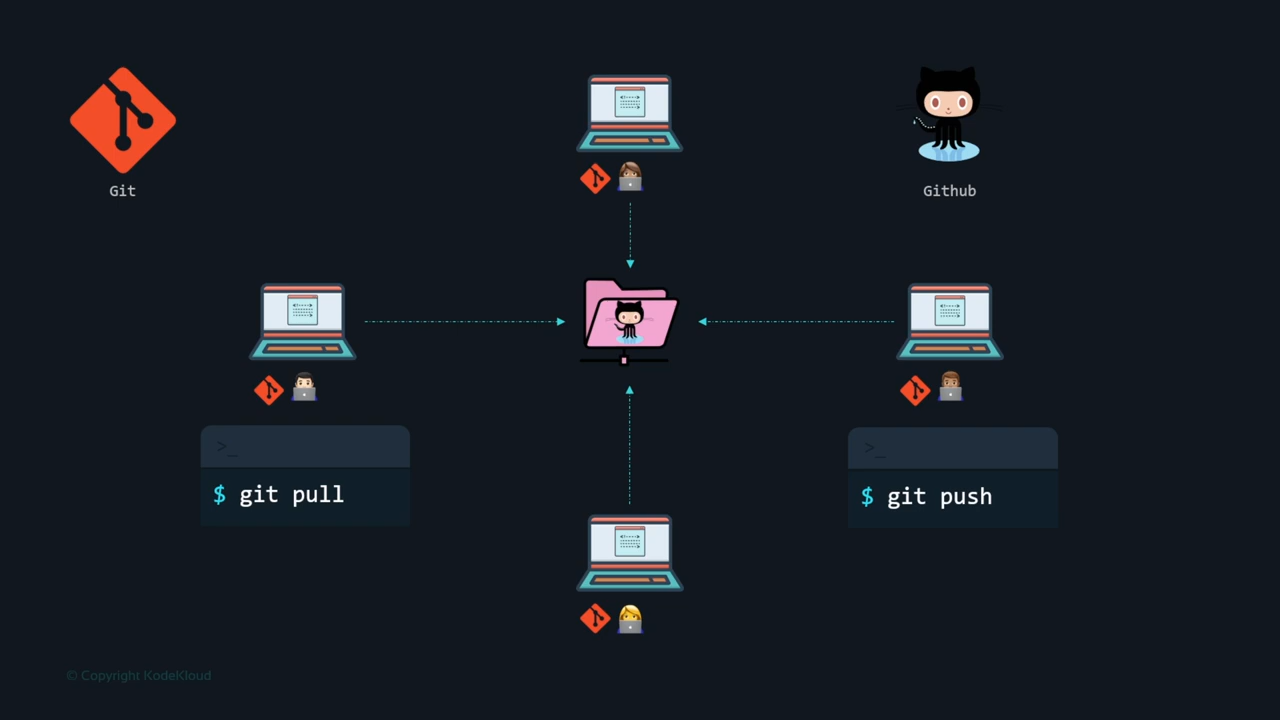 Git
Github
>_
$ git pull
>_
$ git push
© Copyright KodeKloud